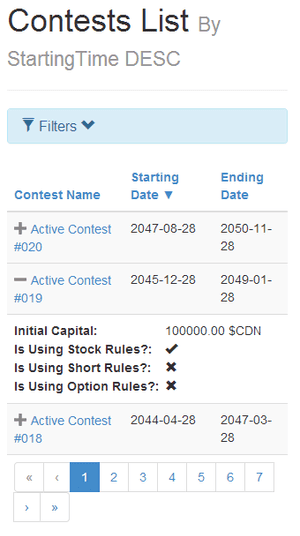 Contests List By
StartingTime DESC
Filters
Starting Ending
Contest Name Date ▼ Date
Active Contest 2047-08-28 2050-11-
#020 28
Active Contest 2045-12-28 2049-01-
#019 28
Initial Capital: 100000.00 $CDN
Is Using Stock Rules?: ✔
Is Using Short Rules?: ✖
Is Using Option Rules?: ✖
Active Contest 2044-04-28 2047-03-
#018 28
« ‹ 1 2 3 4 5 6 7
› »